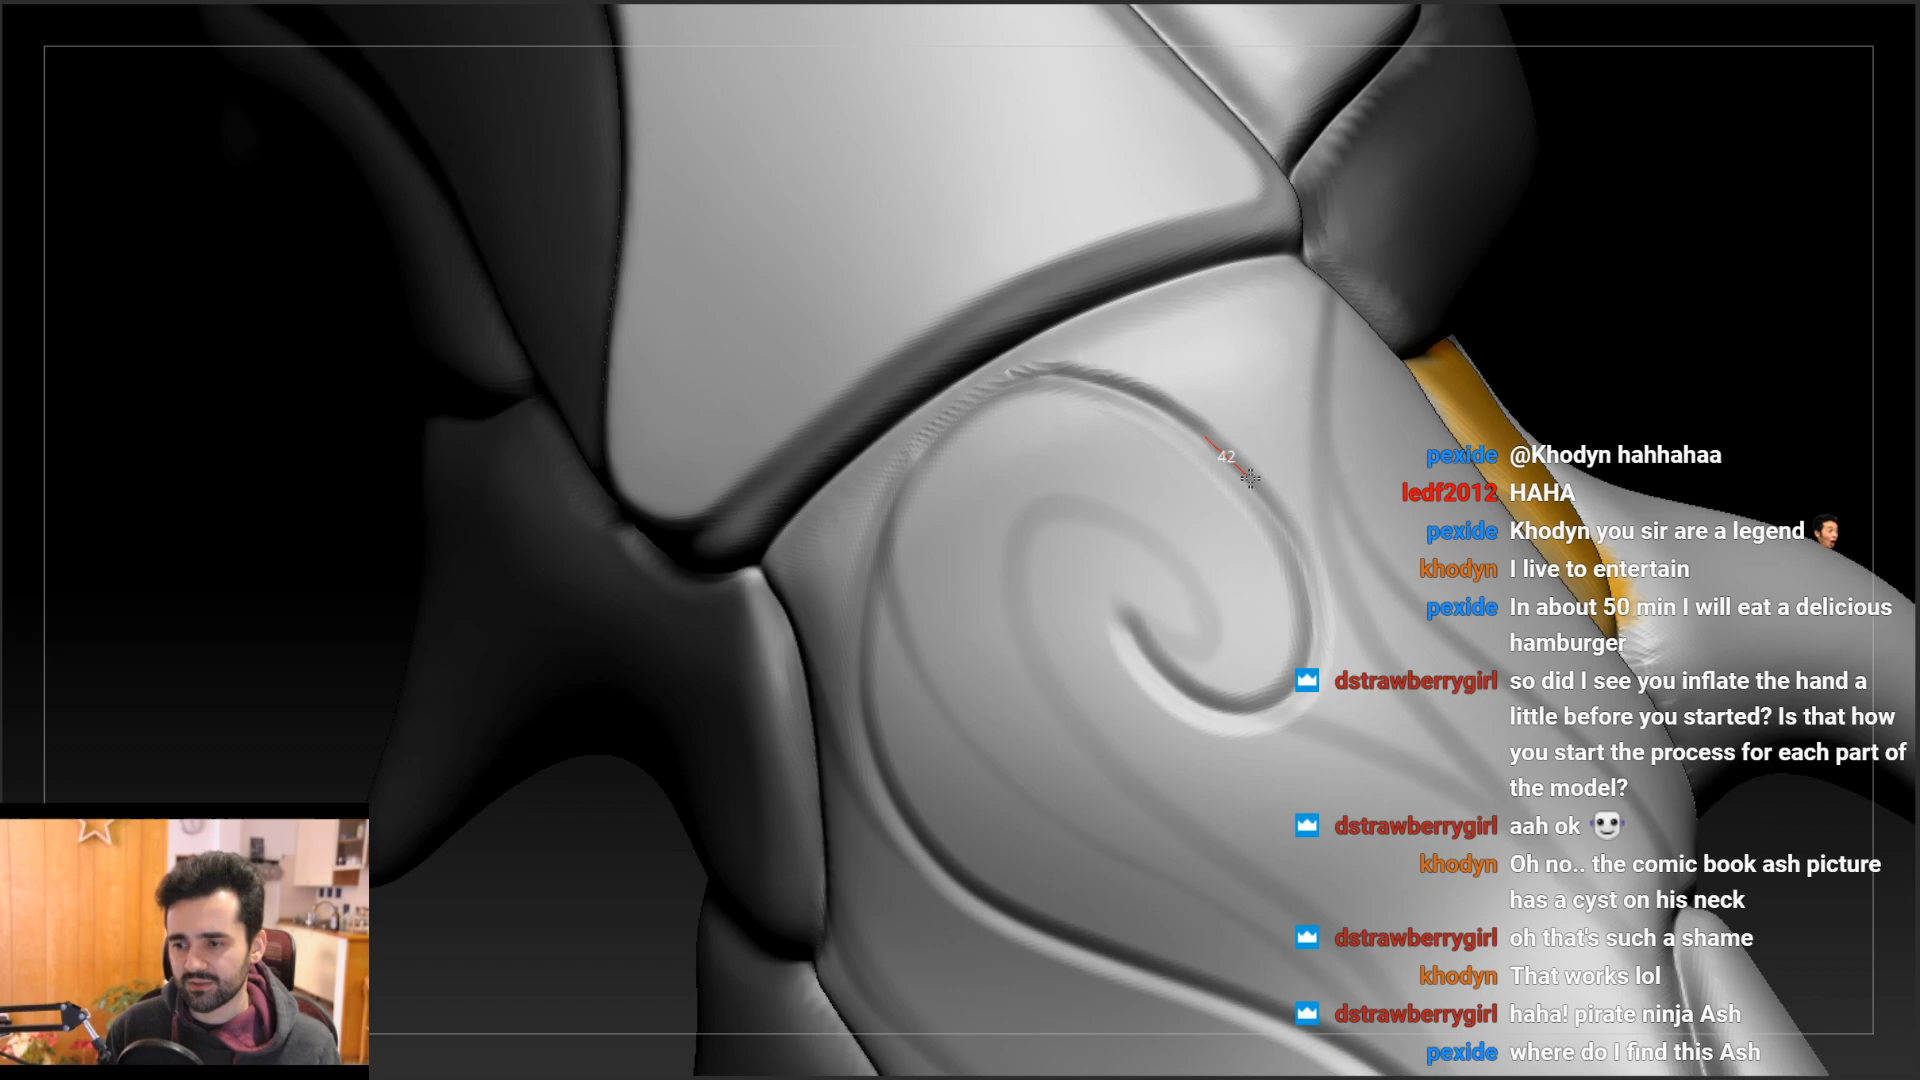 42
pexide @Khodyn hahhahaa
ledf2012 HAHA
pexide Khodyn you sir are a legend
khodyn I live to entertain
pexide In about 50 min I will eat a delicious
hamburger
dstrawberrygirl so did I see you inflate the hand a
little before you started? Is that how
you start the process for each part of
the model?
dstrawberrygirl aah ok
khodyn Oh no.. the comic book ash picture
has a cyst on his neck
dstrawberrygirl oh that's such a shame
khodyn That works lol
dstrawberrygirl haha! pirate ninja Ash
pexide where do I find this Ash